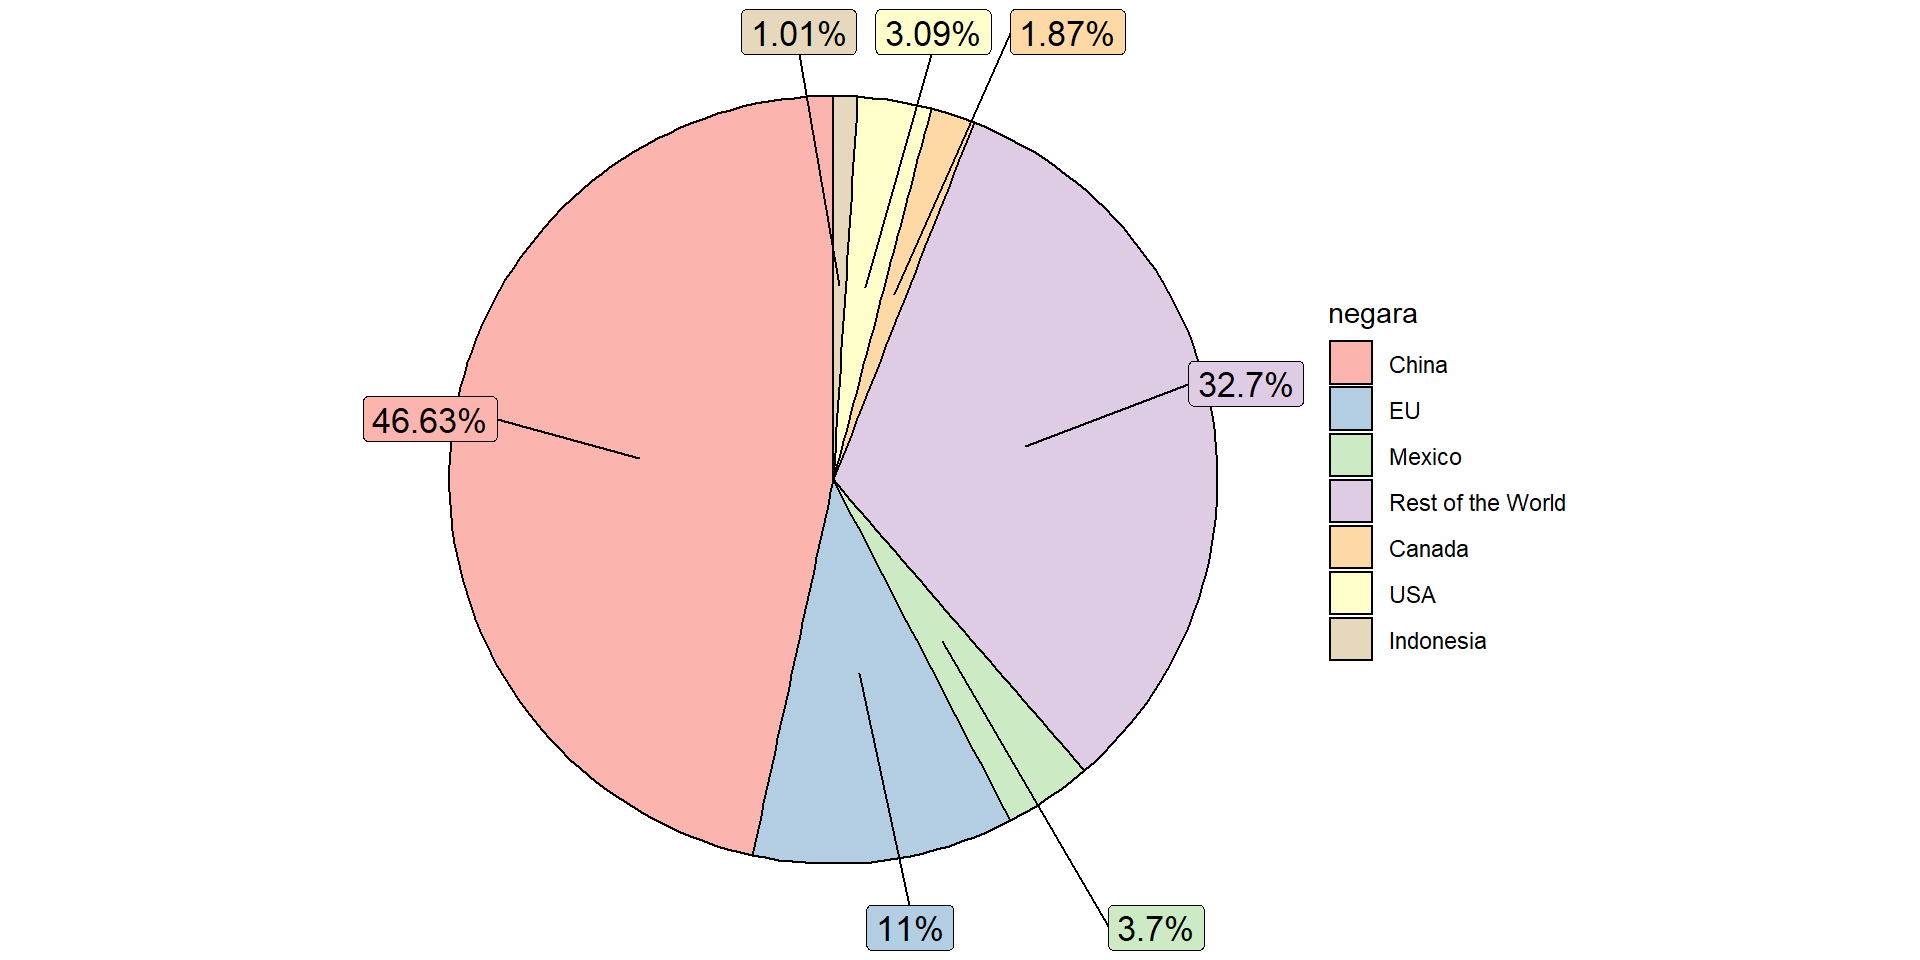 1.01%
3.09%
1.87%
32.7%
46.63%
11%
3.7%
negara
China
EU
Mexico
Rest of the World
Canada
USA
Indonesia